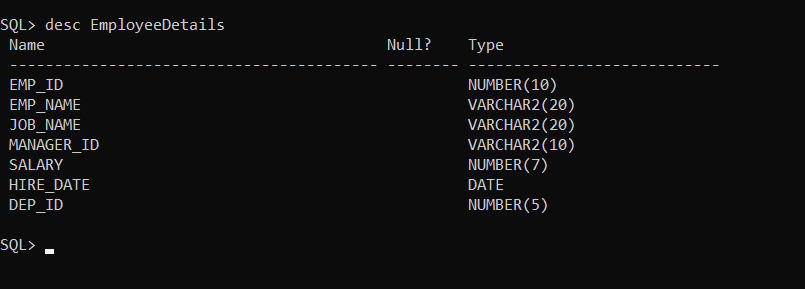 SQL> desc EmployeeDetails
Name Null? Type
----------------------------------------- -------- ----------------------------
EMP_ID NUMBER(10)
EMP_NAME VARCHAR2(20)
JOB_NAME VARCHAR2(20)
MANAGER_ID VARCHAR2(10)
SALARY NUMBER(7)
HIRE_DATE DATE
DEP_ID NUMBER(5)
SQL>